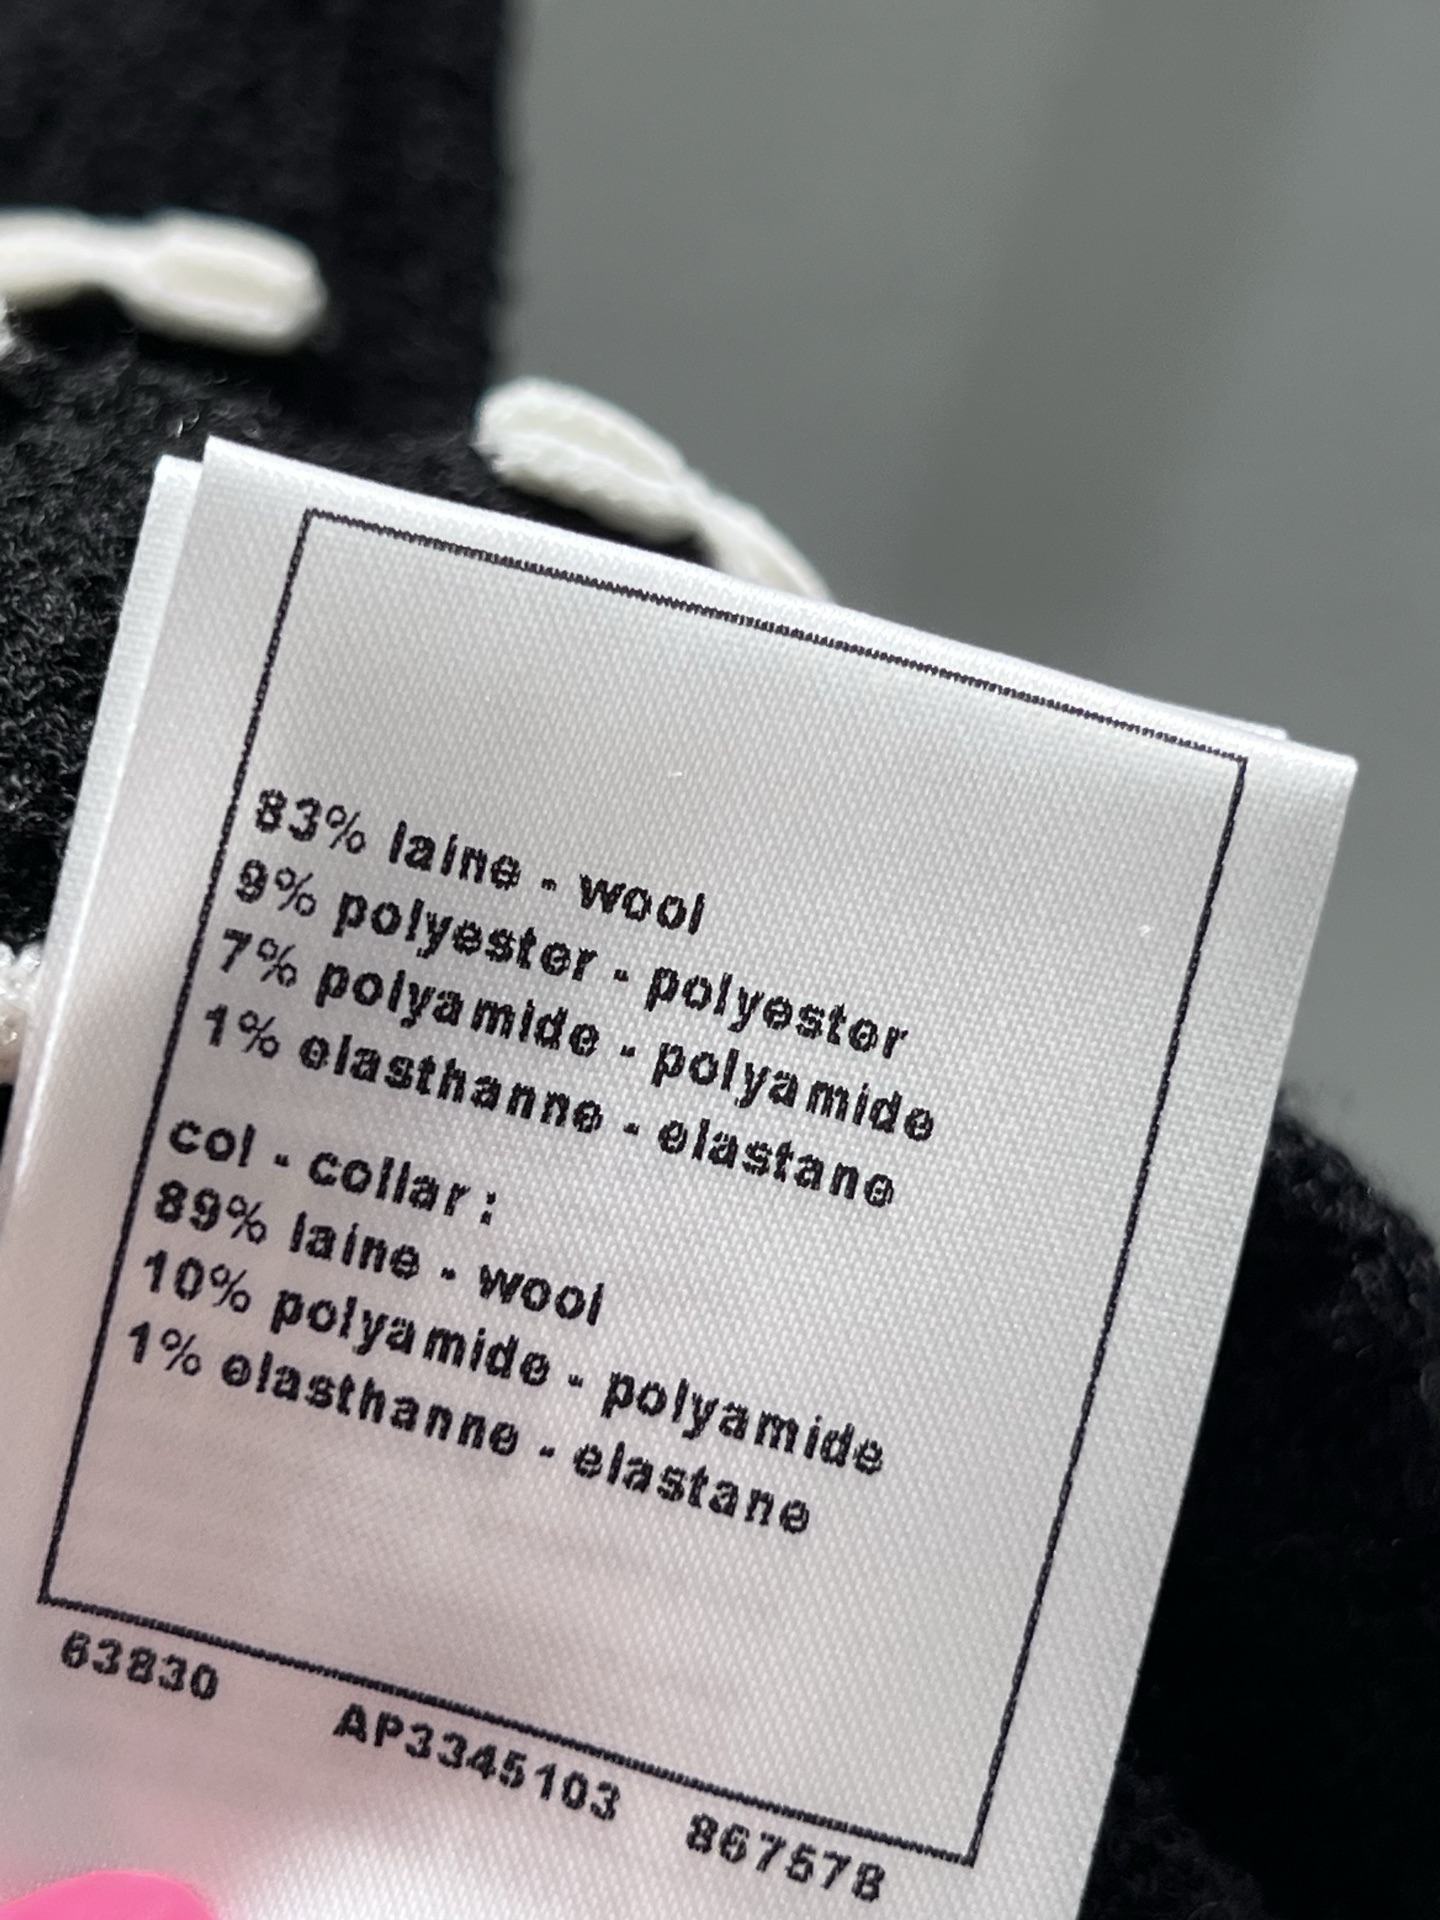 83% laine - wool
9% polyester - polyester
7% polyamide - polyamide
1% elasthanne - elastane
col - collar :
89% laine - wool
10% polyamide - polyamide
1% elasthanne - elastane
63830 AP3345103 867578